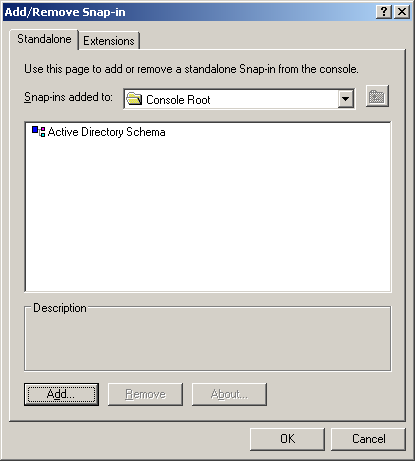 Add/Remove Snap-in
Standalone Extensions
Use this page to add or remove a standalone Snap-in from the console.
Snap-ins added to: Console Root
Active Directory Schema
Description
Add... Remove About...
OK Cancel